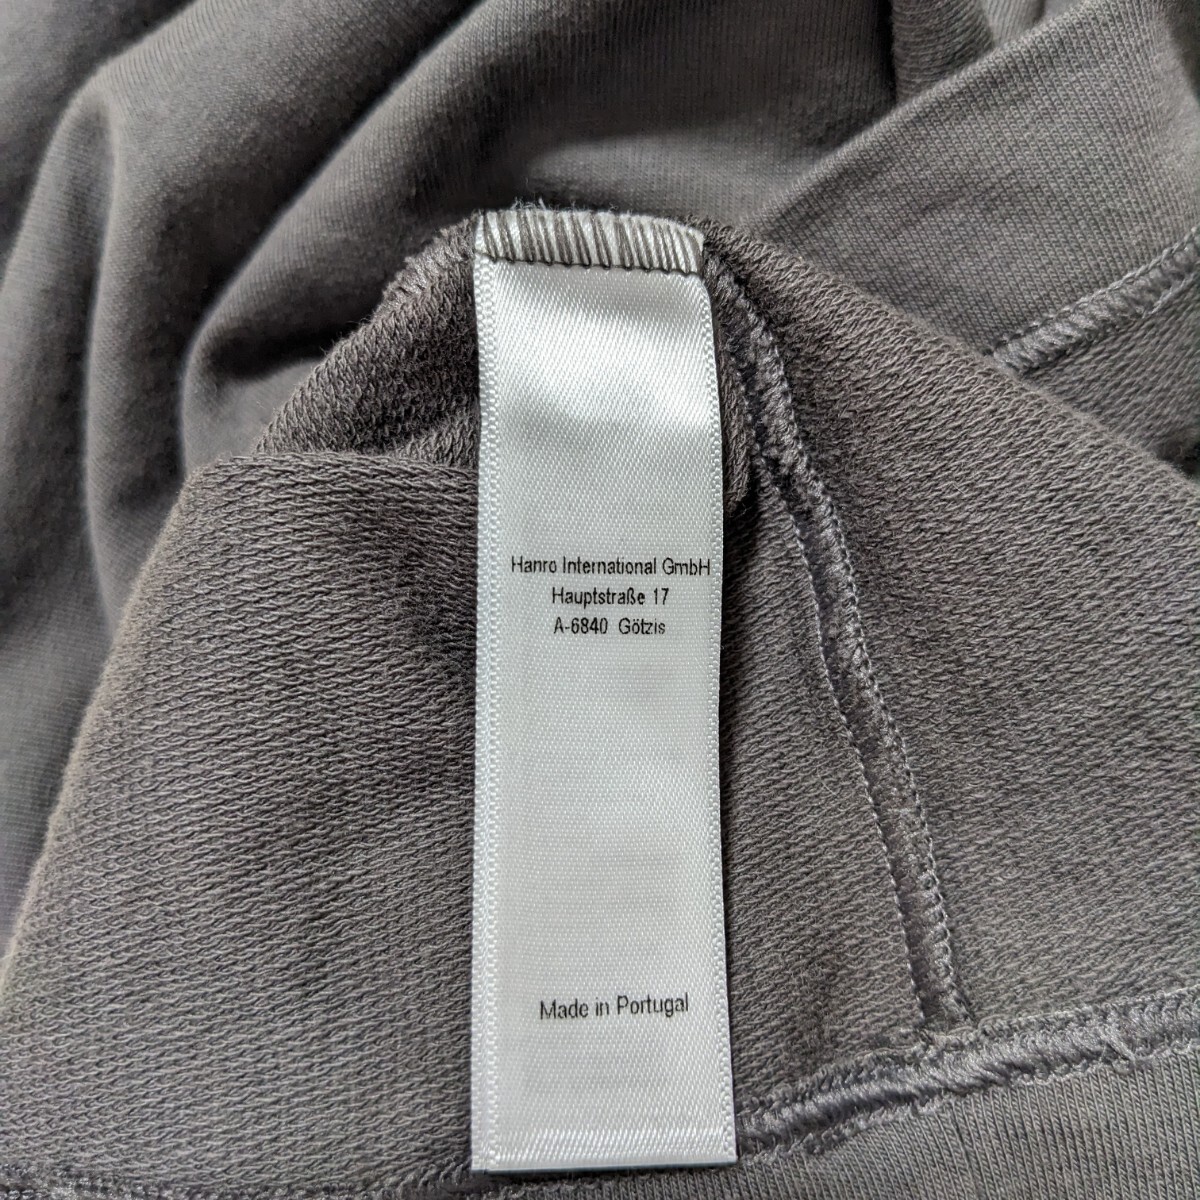 Hanro International GmbH
Hauptstraße 17
A-6840 Götzis
Made in Portugal